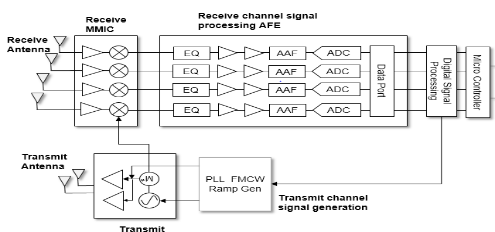 Receive
MMIC
Receive channel signal
processing AFE
Receive
Antenna
EQ
AAF
ADC
EQ
AAF
ADC
EQ
AAF
ADC
EQ
AAF
ADC
Data Port
Digital Signal
Processing
Micro Controller
Transmit
Antenna
M
PLL FMCW
Ramp Gen
Transmit channel
signal generation
Transmit